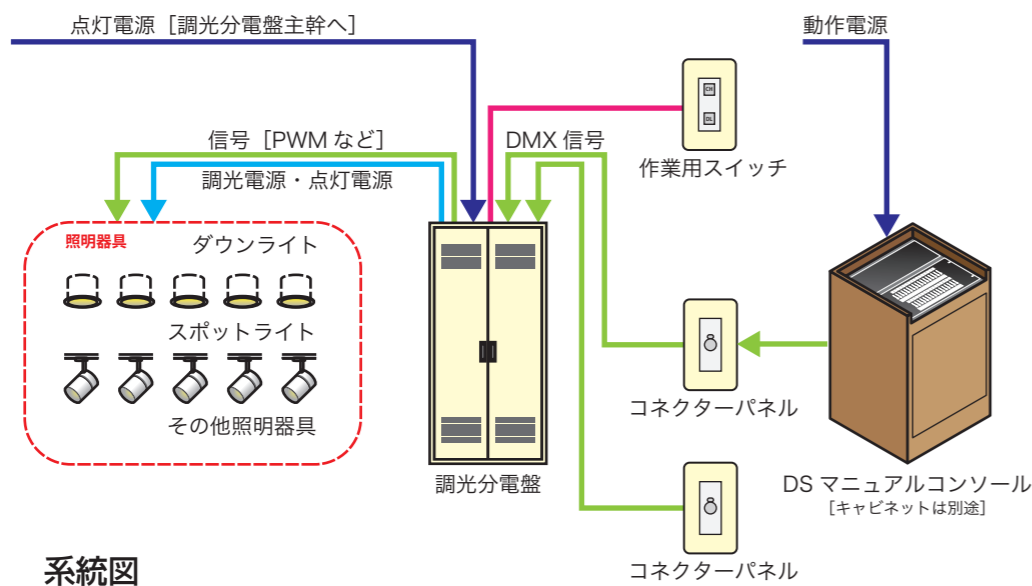 点灯電源［調光分電盤主幹へ］
動作電源
信号［PWM など］
DMX 信号
作業用スイッチ
CH
DL
調光電源・点灯電源
照明器具
ダウンライト
スポットライト
その他照明器具
調光分電盤
コネクターパネル
DS マニュアルコンソール
［キャビネットは別途］
コネクターパネル
系統図